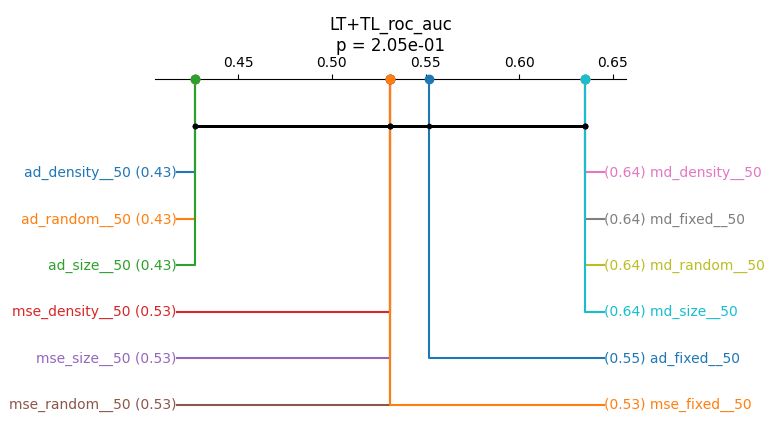 LT+TL_roc_auc
p = 2.05e-01
0.45 0.50 0.55 0.60 0.65
ad_density__50 (0.43)
(0.64) md_density__50
ad_random__50 (0.43)
(0.64) md_fixed__50
ad_size__50 (0.43)
(0.64) md_random__50
mse_density__50 (0.53)
(0.64) md_size__50
mse_size__50 (0.53)
(0.55) ad_fixed__50
mse_random__50 (0.53)
(0.53) mse_fixed__50